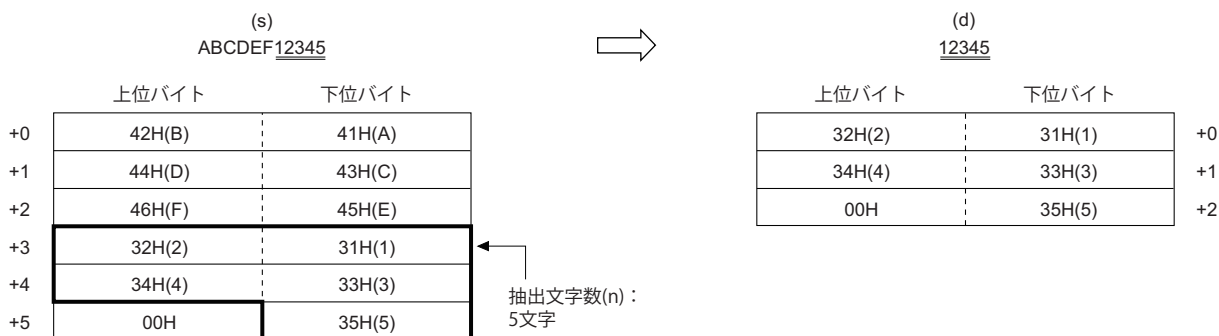 (s)
ABCDEF12345
(d)
12345
上位バイト 下位バイト
+0 42H(B) 41H(A)
+1 44H(D) 43H(C)
+2 46H(F) 45H(E)
+3 32H(2) 31H(1)
+4 34H(4) 33H(3)
+5 00H 35H(5)
抽出文字数(n)：
5文字
上位バイト 下位バイト
32H(2) 31H(1) +0
34H(4) 33H(3) +1
00H 35H(5) +2